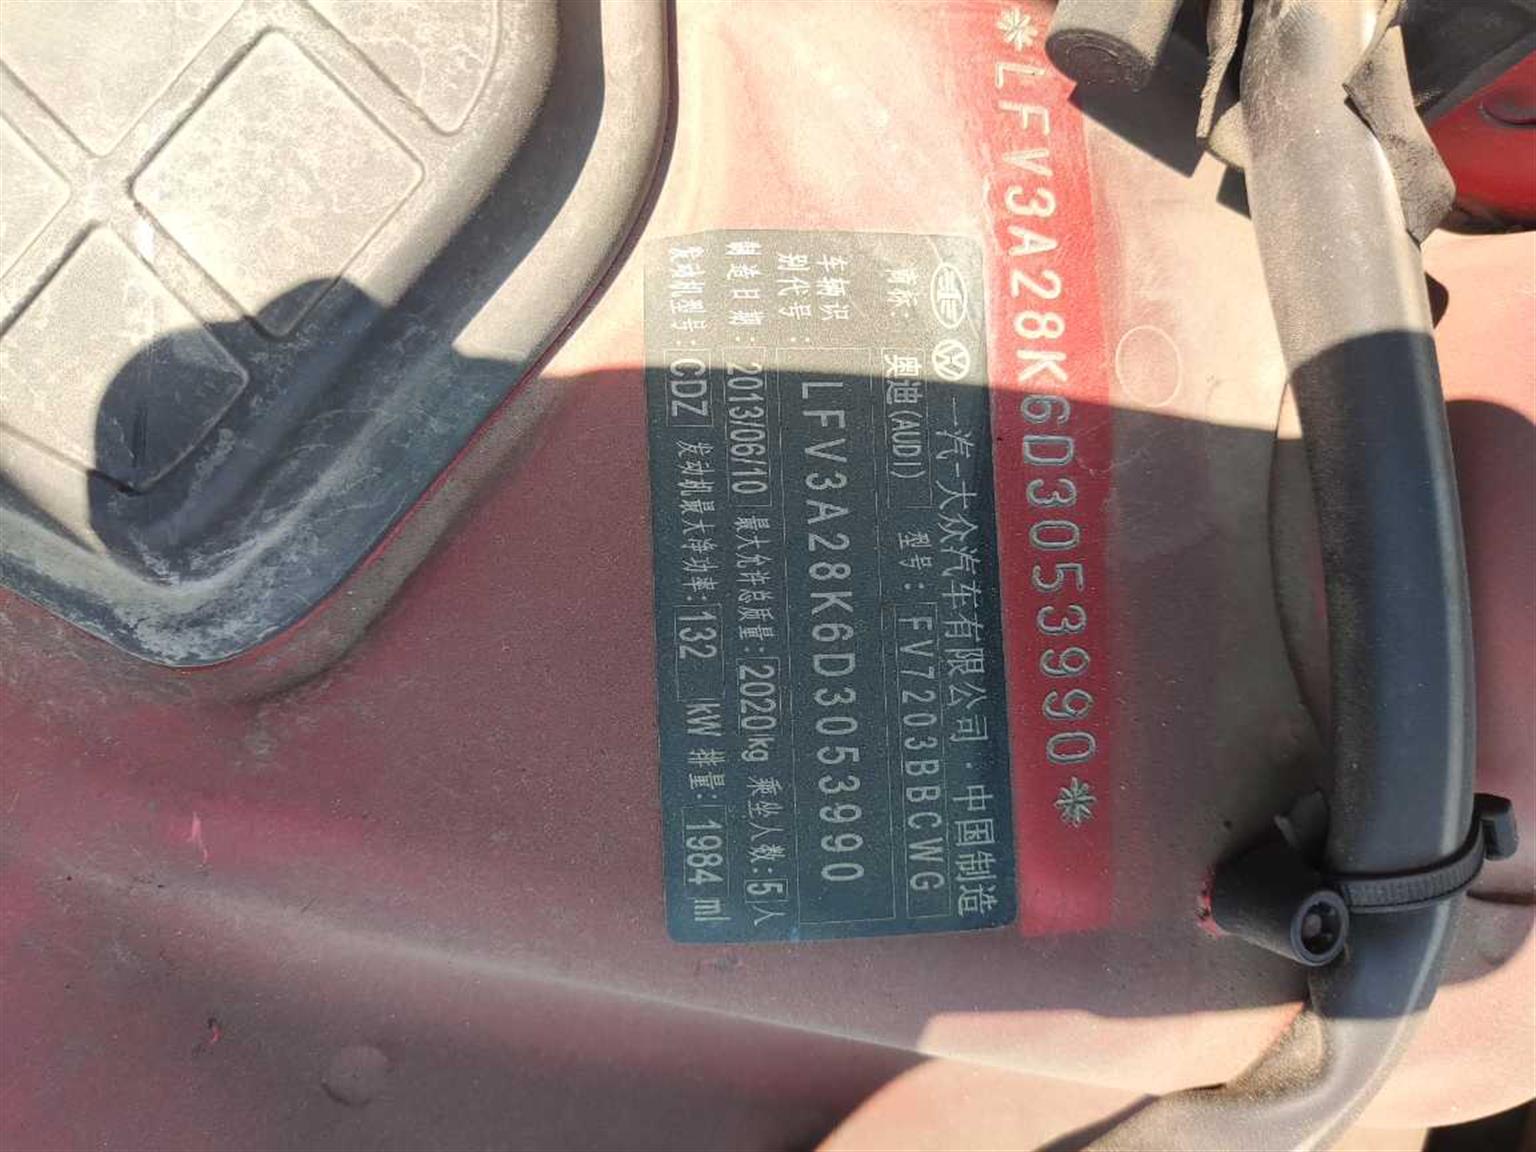 *LFV3A28K6D3053990*
一汽-大众汽车有限公司·中国制造
商标: 奥迪(AUDI) 型号: FV7203BBCWG
车辆识
别代号: LFV3A28K6D3053990
制造日期: 2013/06/10 最大允许总质量: 2020kg 乘坐人数: 5人
发动机型号: CDZ 发动机最大净功率: 132 kW 排量: 1984 ml